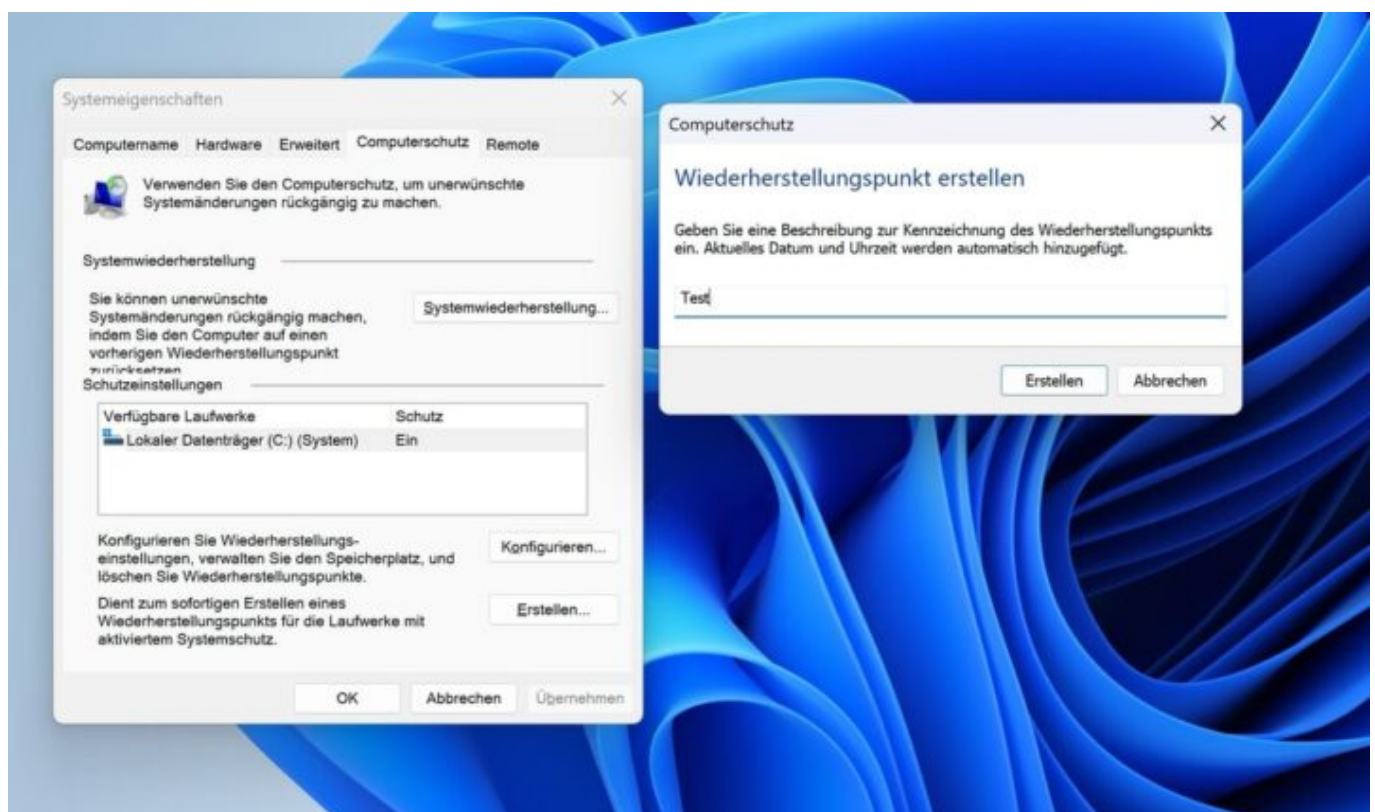 Systemeigenschaften
Computername Hardware Erweitert Computerschutz Remote
Verwenden Sie den Computerschutz, um unerwünschte
Systemänderungen rückgängig zu machen.
Systemwiederherstellung
Sie können unerwünschte
Systemänderungen rückgängig machen,
indem Sie den Computer auf einen
vorherigen Wiederherstellungspunkt
zurücksetzen
Systemwiederherstellung...
Schutzeinstellungen
Verfügbare Laufwerke Schutz
Lokaler Datenträger (C:) (System) Ein
Konfigurieren Sie Wiederherstellungs-
einstellungen, verwalten Sie den Speicherplatz, und
löschen Sie Wiederherstellungspunkte.
Konfigurieren...
Dient zum sofortigen Erstellen eines
Wiederherstellungspunkts für die Laufwerke mit
aktiviertem Systemschutz.
Erstellen...
OK Abbrechen Übernehmen
Computerschutz
Wiederherstellungspunkt erstellen
Geben Sie eine Beschreibung zur Kennzeichnung des Wiederherstellungspunkts
ein. Aktuelles Datum und Uhrzeit werden automatisch hinzugefügt.
Test
Erstellen Abbrechen